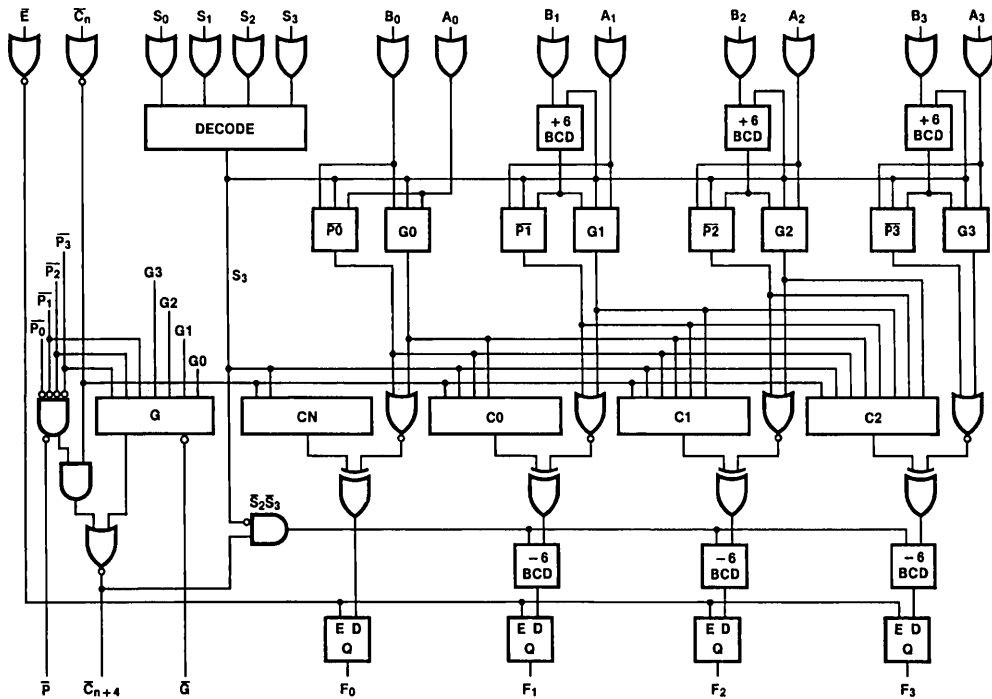 E̅ C̅n S0 S1 S2 S3 B0 A0 B1 A1 B2 A2 B3 A3
DECODE
+6 BCD
+6 BCD
+6 BCD
P̅0̅ G0 P̅1̅ G1 P̅2̅ G2 P̅3̅ G3
P̅3
P̅2
P̅1
P̅0
S3
G3
G2
G1
G0
G CN C0 C1 C2
S̅2S̅3
−6 BCD
−6 BCD
−6 BCD
E D Q
E D Q
E D Q
E D Q
P̅ C̅n+4 G̅ F0 F1 F2 F3